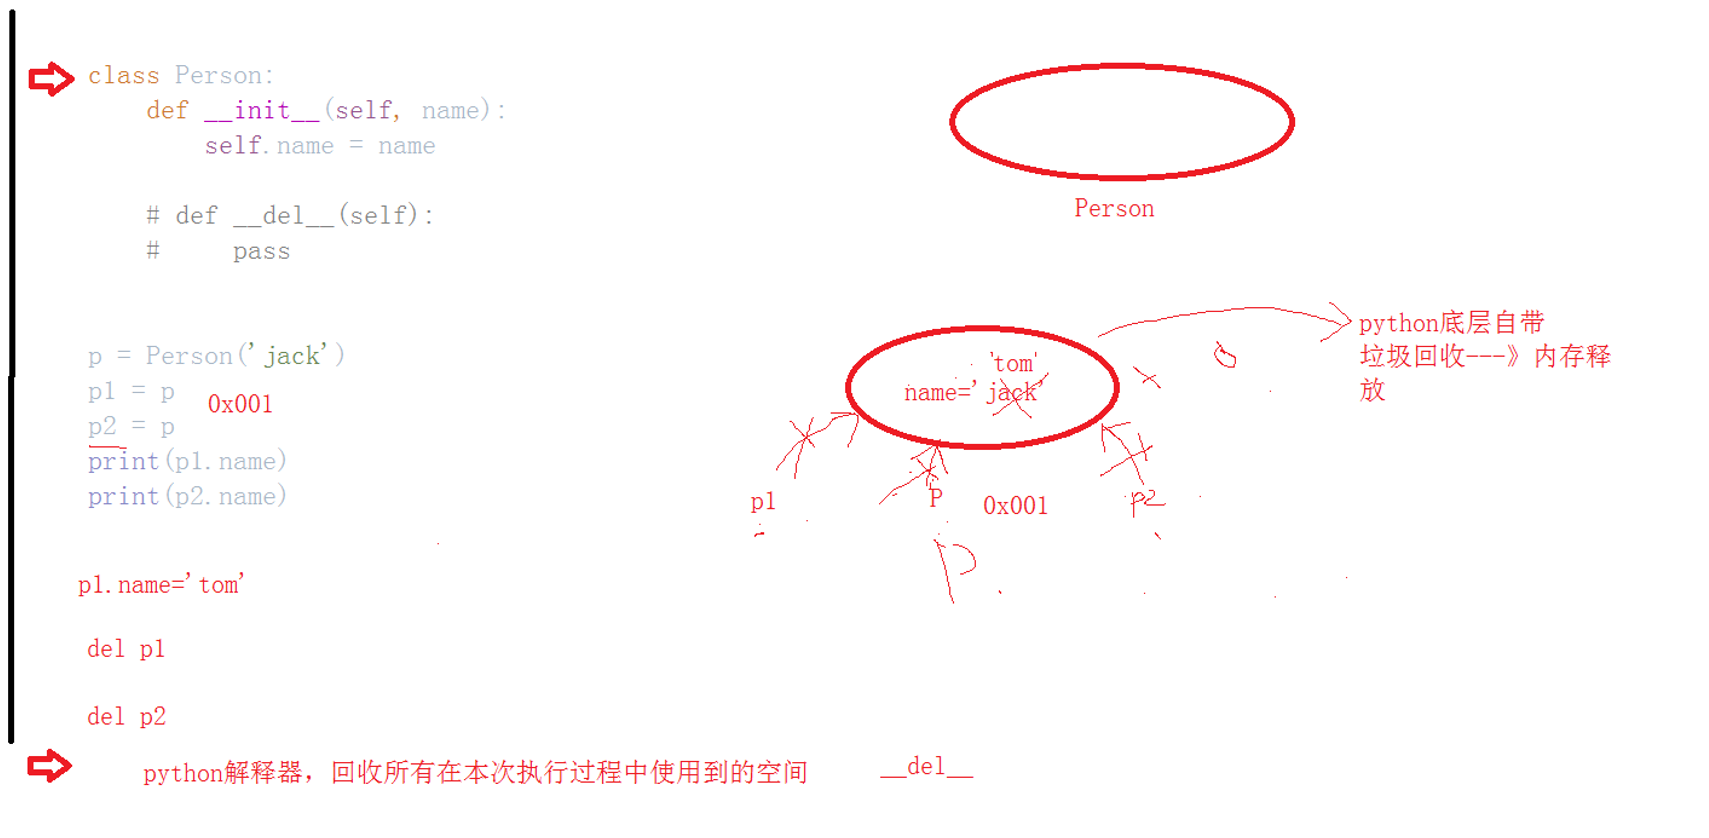 class Person:
def __init__(self, name):
self.name = name
# def __del__(self):
# pass
Person
p = Person('jack')
p1 = p
0x001
p2 = p
print(p1.name)
print(p2.name)
'tom'
name='jack'
python底层自带
垃圾回收---》内存释
放
p1
P
0x001
p2
P
p1.name='tom'
del p1
del p2
python解释器，回收所有在本次执行过程中使用到的空间
__del__